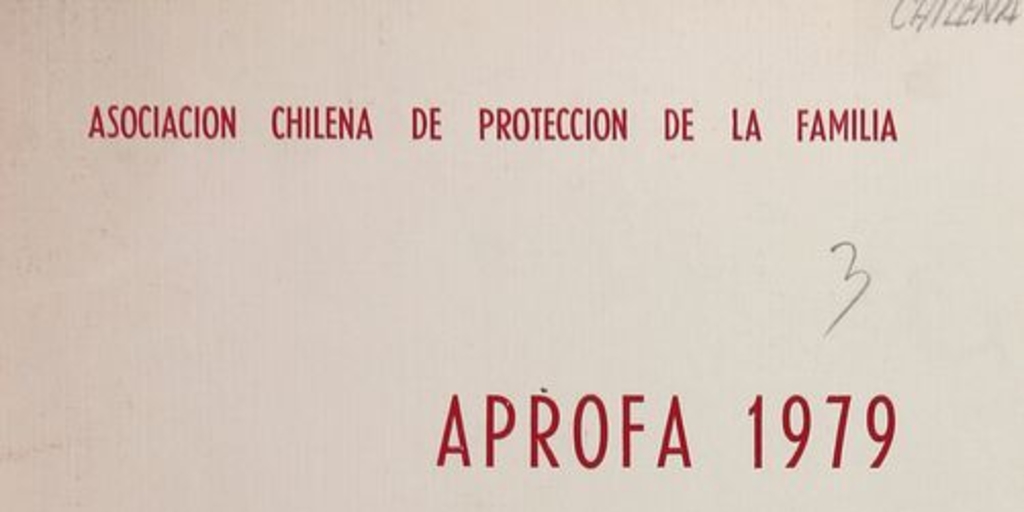 CHILENA
ASOCIACION CHILENA DE PROTECCION DE LA FAMILIA
3
APROFA 1979